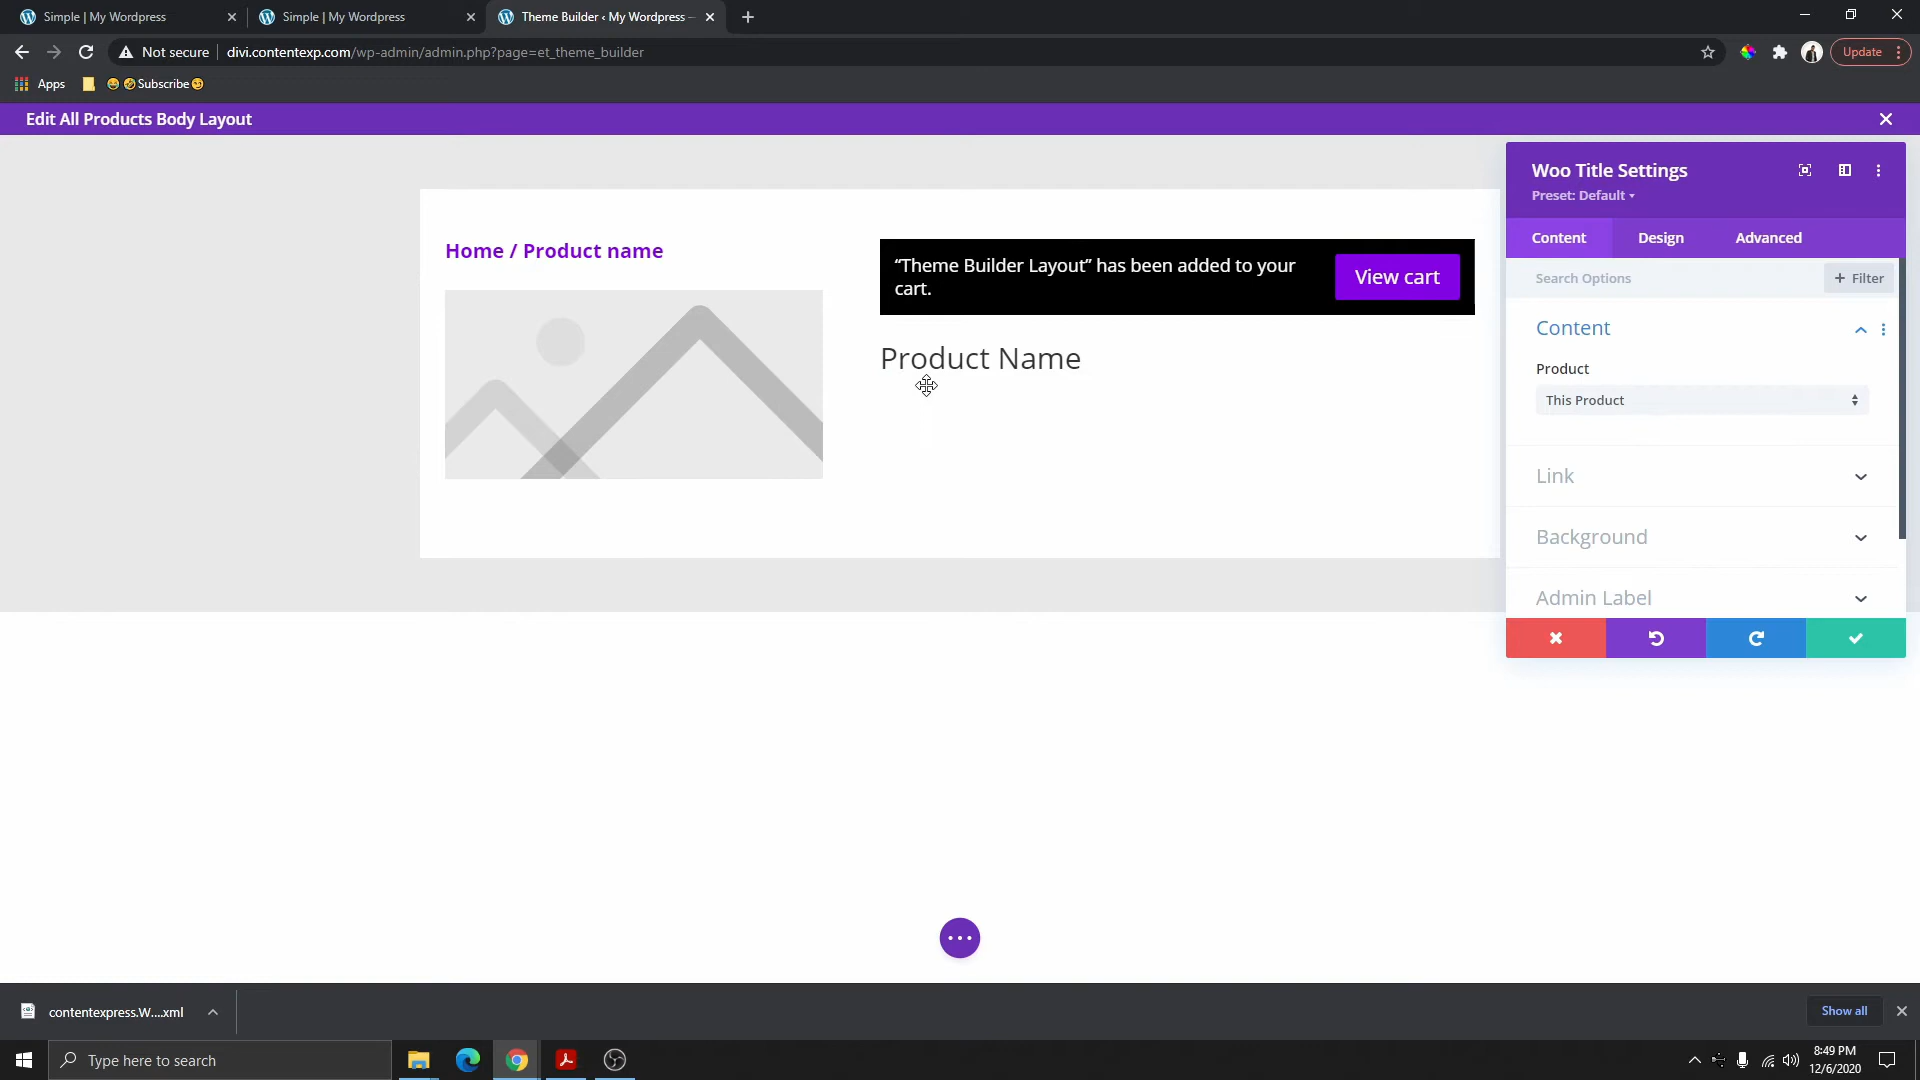 Simple | My Wordpress
Simple | My Wordpress
Theme Builder ‹ My Wordpress —
Not secure
divi.contentexp.com/wp-admin/admin.php?page=et_theme_builder
Update
Apps
Subscribe
Edit All Products Body Layout
Home / Product name
“Theme Builder Layout” has been added to your
cart.
View cart
Product Name
Woo Title Settings
Preset: Default
Content
Design
Advanced
Search Options
+ Filter
Content
Product
This Product
Link
Background
Admin Label
contentexpress.W....xml
Show all
Type here to search
8:49 PM
12/6/2020